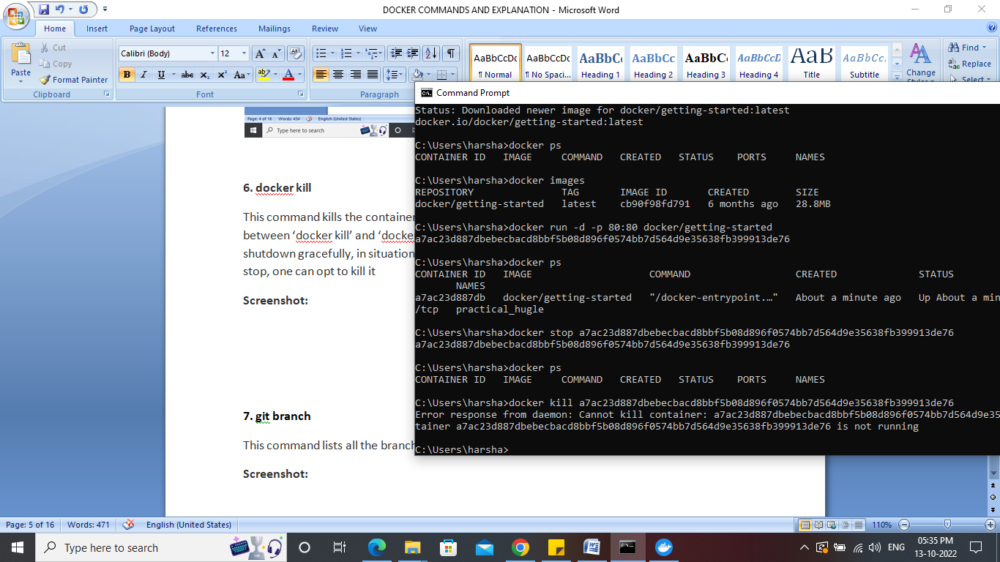 DOCKER COMMANDS AND EXPLANATION - Microsoft Word
Home Insert Page Layout References Mailings Review View
Paste
Cut
Copy
Format Painter
Clipboard
Calibri (Body) 12
Font
Paragraph
AaBbCcDc AaBbCcDc AaBbCc AaBbCc AaBbC AaBbCcD AaB AaBbCc.
¶ Normal ¶ No Spaci... Heading 1 Heading 2 Heading 3 Heading 4 Title Subtitle
Change
Find
Replace
Select
Page: 4 of 16 Words: 434 English (United States)
Type here to search
6. docker kill
This command kills the container
between ‘docker kill’ and ‘docke
shutdown gracefully, in situation
stop, one can opt to kill it
Screenshot:
7. git branch
This command lists all the branch
Screenshot:
Command Prompt
Status: Downloaded newer image for docker/getting-started:latest
docker.io/docker/getting-started:latest
C:\Users\harsha>docker ps
CONTAINER ID IMAGE COMMAND CREATED STATUS PORTS NAMES
C:\Users\harsha>docker images
REPOSITORY TAG IMAGE ID CREATED SIZE
docker/getting-started latest cb90f98fd791 6 months ago 28.8MB
C:\Users\harsha>docker run -d -p 80:80 docker/getting-started
a7ac23d887dbebecbacd8bbf5b08d896f0574bb7d564d9e35638fb399913de76
C:\Users\harsha>docker ps
CONTAINER ID IMAGE COMMAND CREATED STATUS
NAMES
a7ac23d887db docker/getting-started "/docker-entrypoint.…" About a minute ago Up About a min
/tcp practical_hugle
C:\Users\harsha>docker stop a7ac23d887dbebecbacd8bbf5b08d896f0574bb7d564d9e35638fb399913de76
a7ac23d887dbebecbacd8bbf5b08d896f0574bb7d564d9e35638fb399913de76
C:\Users\harsha>docker ps
CONTAINER ID IMAGE COMMAND CREATED STATUS PORTS NAMES
C:\Users\harsha>docker kill a7ac23d887dbebecbacd8bbf5b08d896f0574bb7d564d9e35638fb399913de76
Error response from daemon: Cannot kill container: a7ac23d887dbebecbacd8bbf5b08d896f0574bb7d564d9e35
tainer a7ac23d887dbebecbacd8bbf5b08d896f0574bb7d564d9e35638fb399913de76 is not running
C:\Users\harsha>
Page: 5 of 16 Words: 471 English (United States) 110%
Type here to search
ENG
05:35 PM
13-10-2022